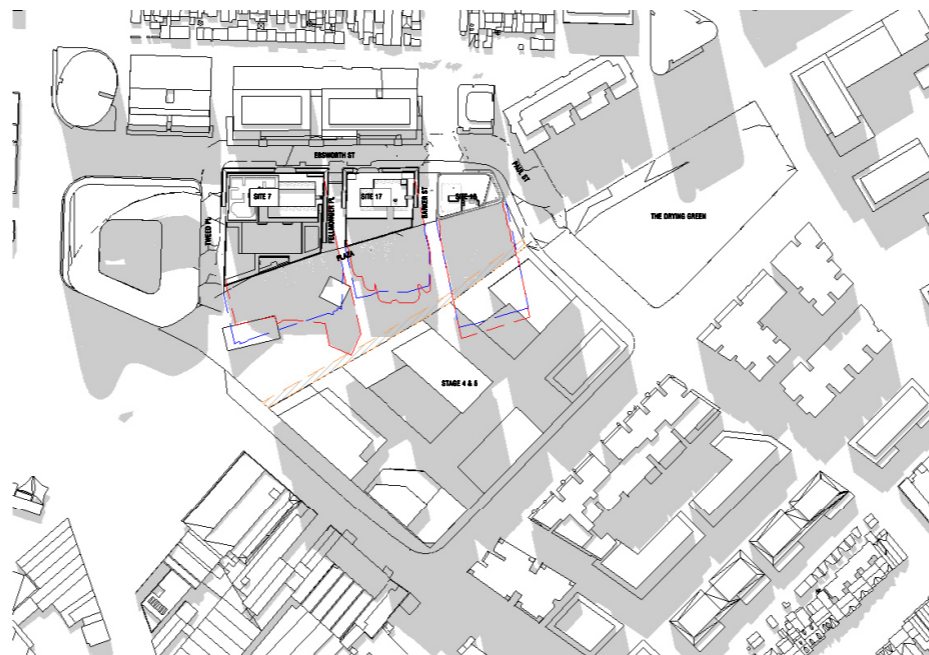 EBSWORTH ST
PAUL ST
SITE 7
SITE 17
SITE 18
TWEED PL
FELLMONGER PL
BARKER ST
THE DRYING GREEN
PLAZA
STAGE 4 & 5